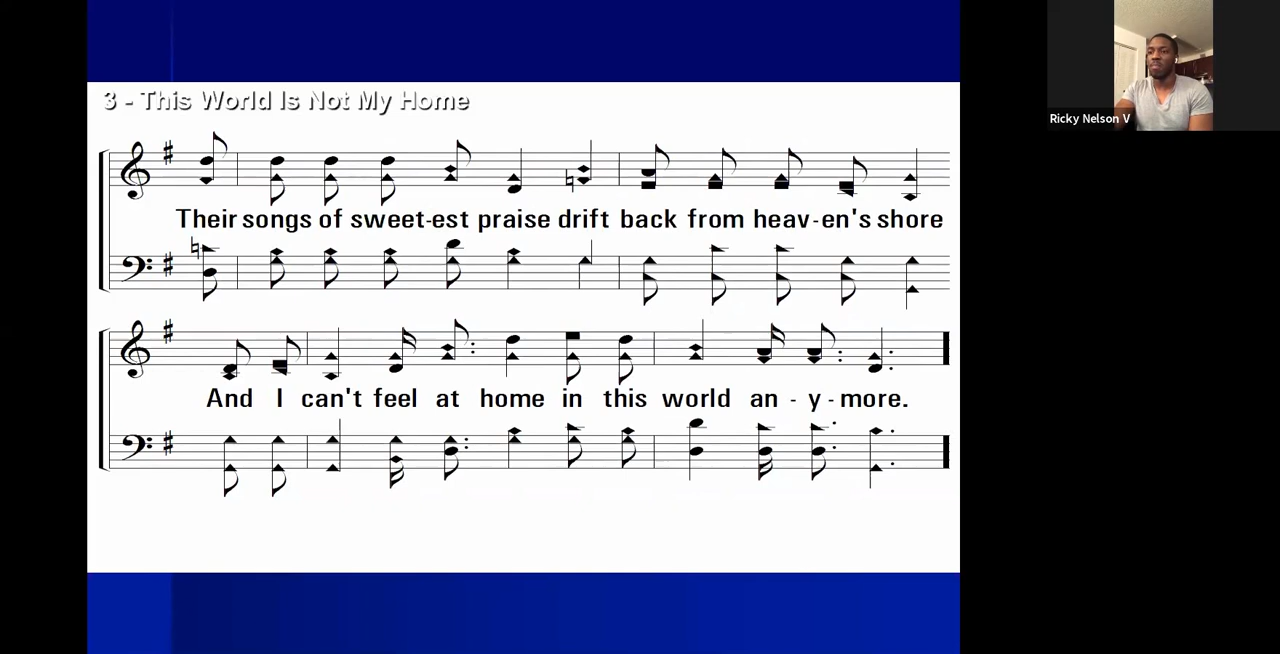 3 - This World Is Not My Home
Their songs of sweet-est praise drift back from heav-en's shore
And I can't feel at home in this world an - y - more.
Ricky Nelson V